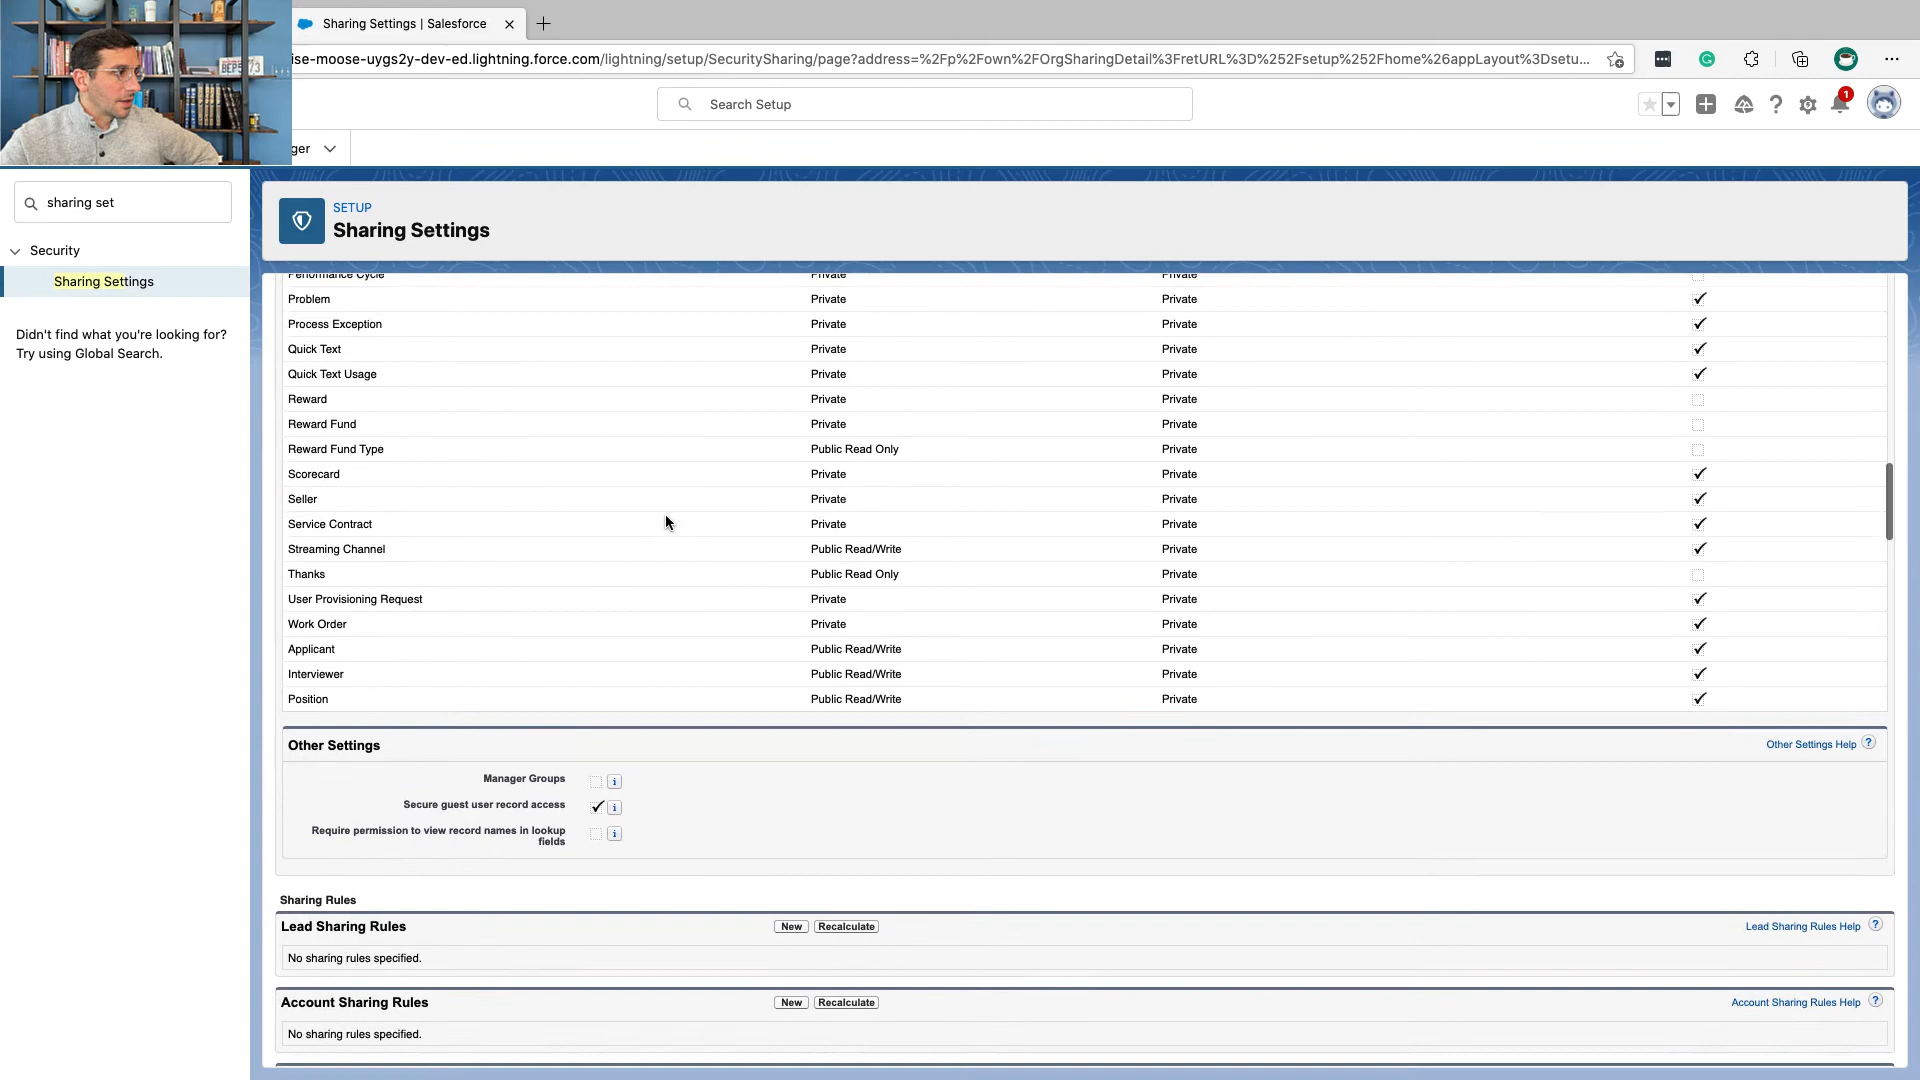 BEP5773
Sharing Settings | Salesforce
ise-moose-uygs2y-dev-ed.lightning.force.com/lightning/setup/SecuritySharing/page?address=%2Fp%2Fown%2FOrgSharingDetail%3FretURL%3D%252Fsetup%252Fhome%26appLayout%3Dsetu...
Search Setup
1
ger
sharing set
Security
Sharing Settings
Didn't find what you're looking for?
Try using Global Search.
SETUP
Sharing Settings
Performance Cycle Private Private
Problem Private Private
Process Exception Private Private
Quick Text Private Private
Quick Text Usage Private Private
Reward Private Private
Reward Fund Private Private
Reward Fund Type Public Read Only Private
Scorecard Private Private
Seller Private Private
Service Contract Private Private
Streaming Channel Public Read/Write Private
Thanks Public Read Only Private
User Provisioning Request Private Private
Work Order Private Private
Applicant Public Read/Write Private
Interviewer Public Read/Write Private
Position Public Read/Write Private
Other Settings Other Settings Help ?
Manager Groups i
Secure guest user record access i
Require permission to view record names in lookup i
fields
Sharing Rules
Lead Sharing Rules New Recalculate Lead Sharing Rules Help ?
No sharing rules specified.
Account Sharing Rules New Recalculate Account Sharing Rules Help ?
No sharing rules specified.